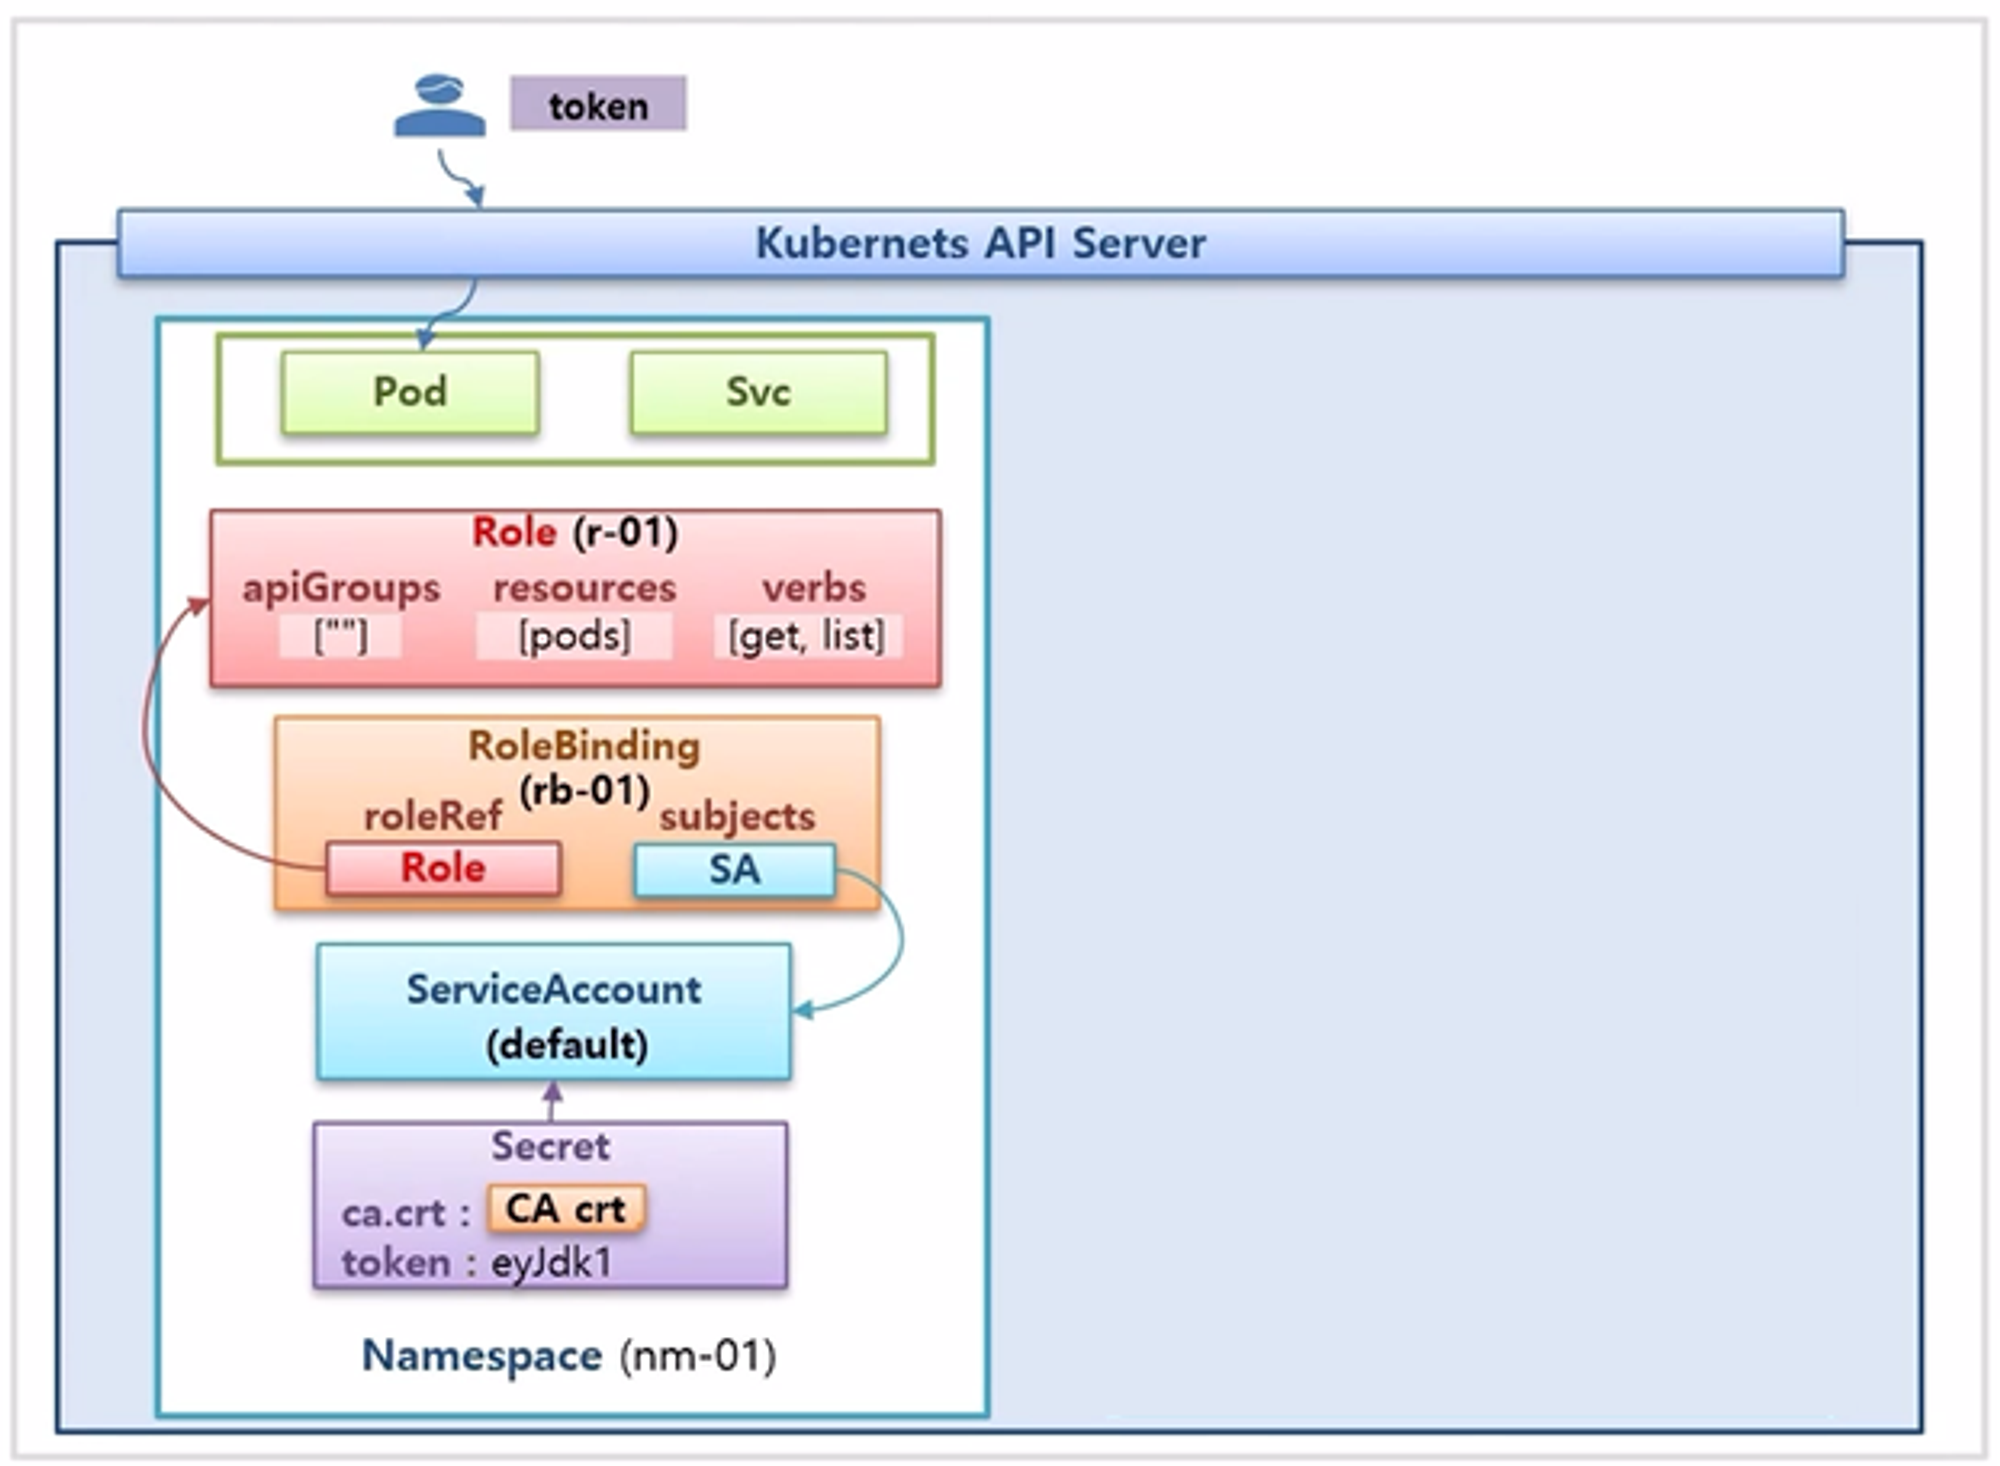 token
Kubernets API Server
Pod Svc
Role (r-01)
apiGroups resources verbs
[""] [pods] [get, list]
RoleBinding
(rb-01)
roleRef subjects
Role SA
ServiceAccount
(default)
Secret
ca.crt : CA crt
token : eyJdk1
Namespace (nm-01)